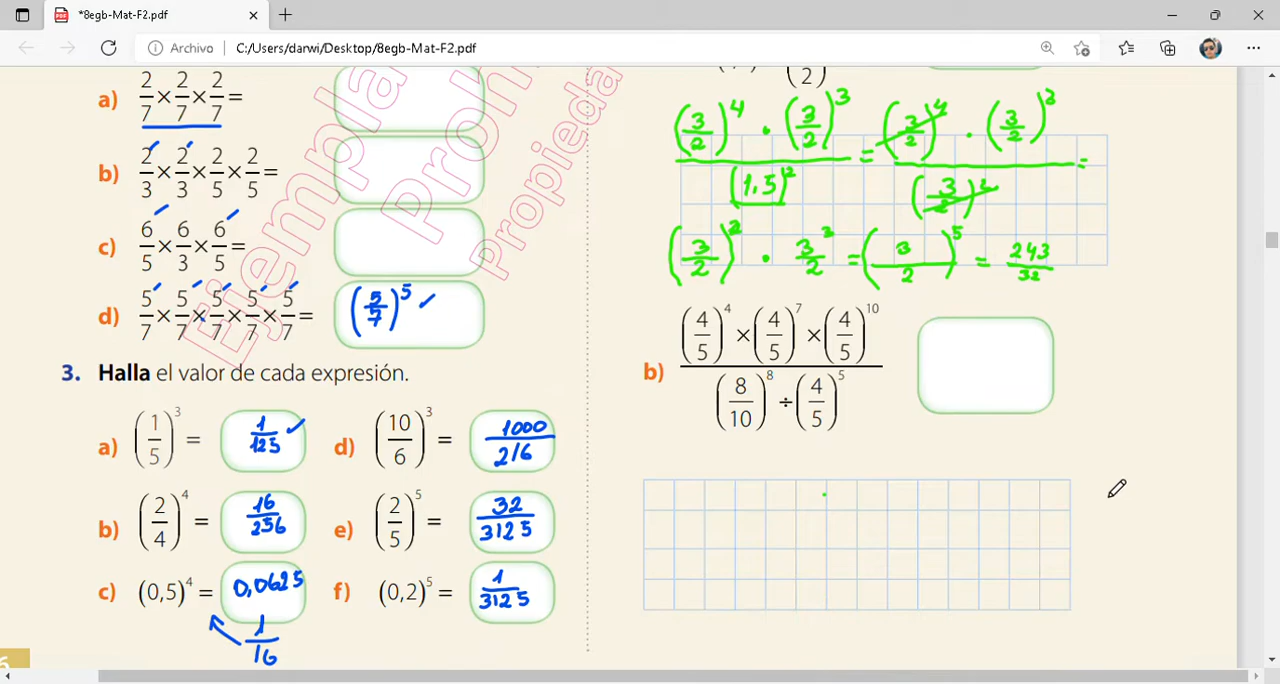 *8egb-Mat-F2.pdf
Archivo
C:/Users/darwi/Desktop/8egb-Mat-F2.pdf
a) 2/7 × 2/7 × 2/7 =
b) 2/3 × 2/3 × 2/5 × 2/5 =
c) 6/5 × 6/3 × 6/5 =
d) 5/7 × 5/7 × 5/7 × 5/7 × 5/7 = (5/7)^5 ✓
3. Halla el valor de cada expresión.
a) (1/5)^3 = 1/125 ✓
b) (2/4)^4 = 16/256
c) (0,5)^4 = 0,0625
1/16
d) (10/6)^3 = 1000/216
e) (2/5)^5 = 32/3125
f) (0,2)^5 = 1/3125
(3/2)^4 · (3/2)^3 / (1,5)^2 = (3/2)^4 · (3/2)^3 / (3/2)^2 =
(3/2)^2 · 3/2^3 = (3/2)^5 = 243/32
b) (4/5)^4 × (4/5)^7 × (4/5)^10 / (8/10)^8 ÷ (4/5)^5
Propieda